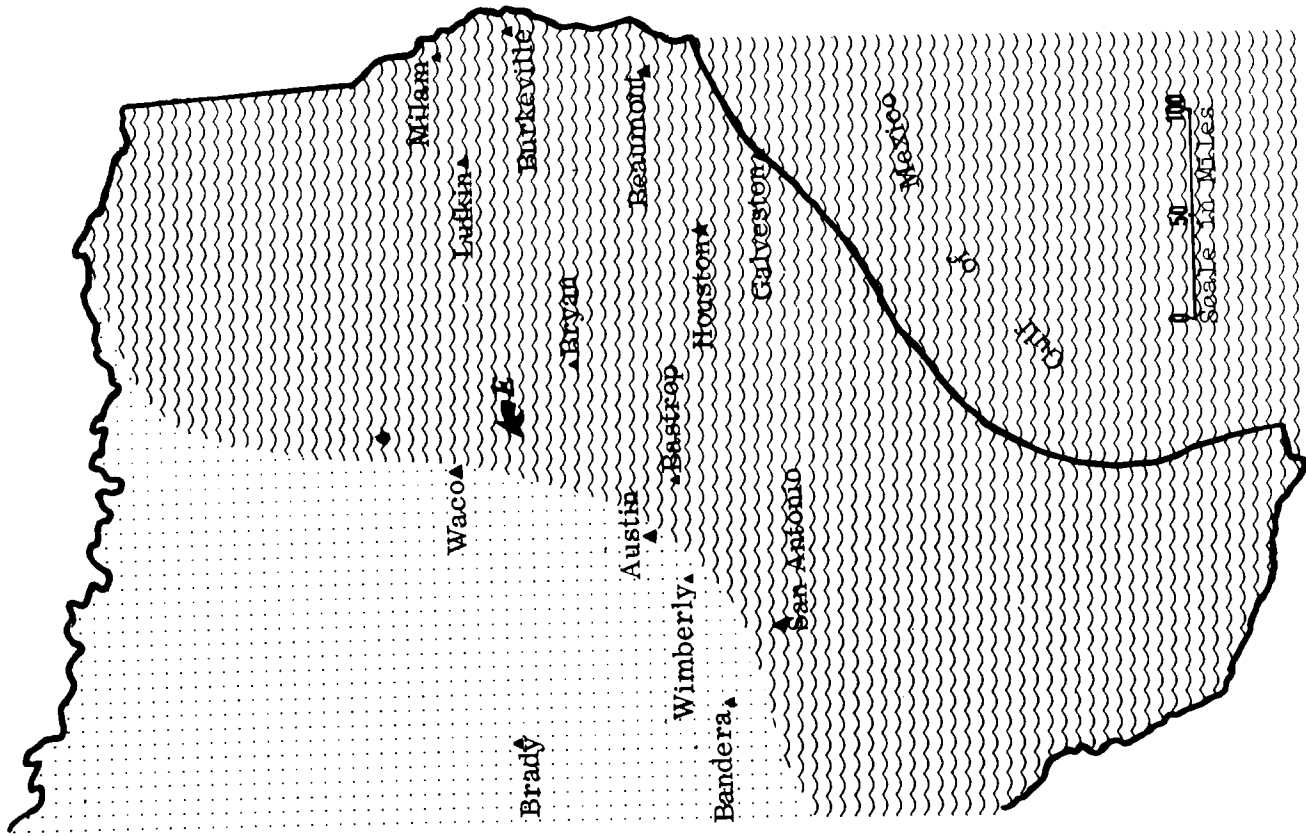 Milam
Waco
Lufkin
E
Burkeville
Brady
Bryan
Austin
Beaumont
Bastrop
Wimberly
Houston
Bandera
Galveston
San Antonio
Gulf of Mexico
0 50 100
Scale in Miles